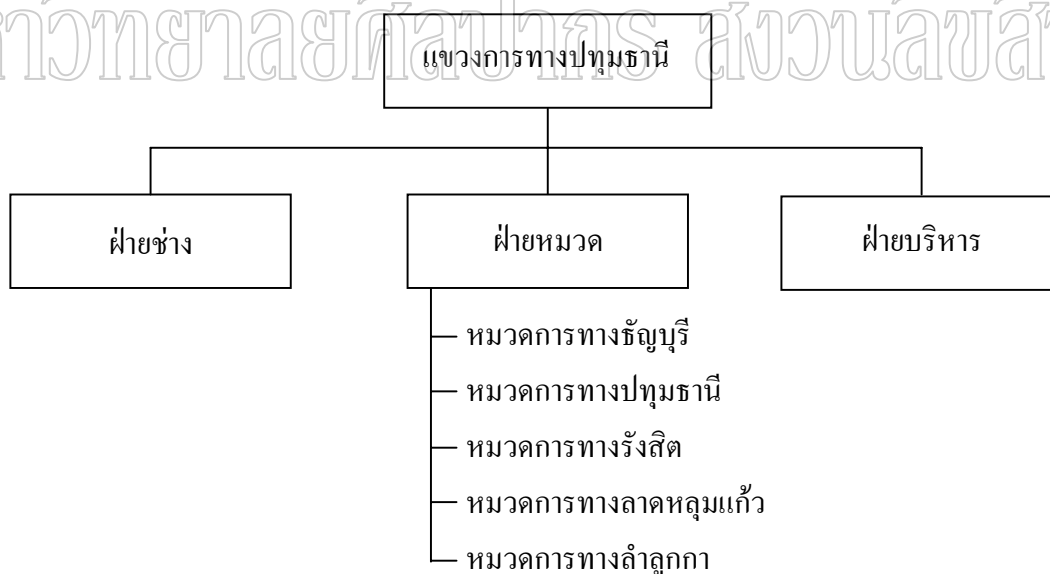 แขวงการทางปทุมธานี
ฝ่ายช่าง
ฝ่ายหมวด
ฝ่ายบริหาร
หมวดการทางธัญบุรี
หมวดการทางปทุมธานี
หมวดการทางรังสิต
หมวดการทางลาดหลุมแก้ว
หมวดการทางลำลูกกา